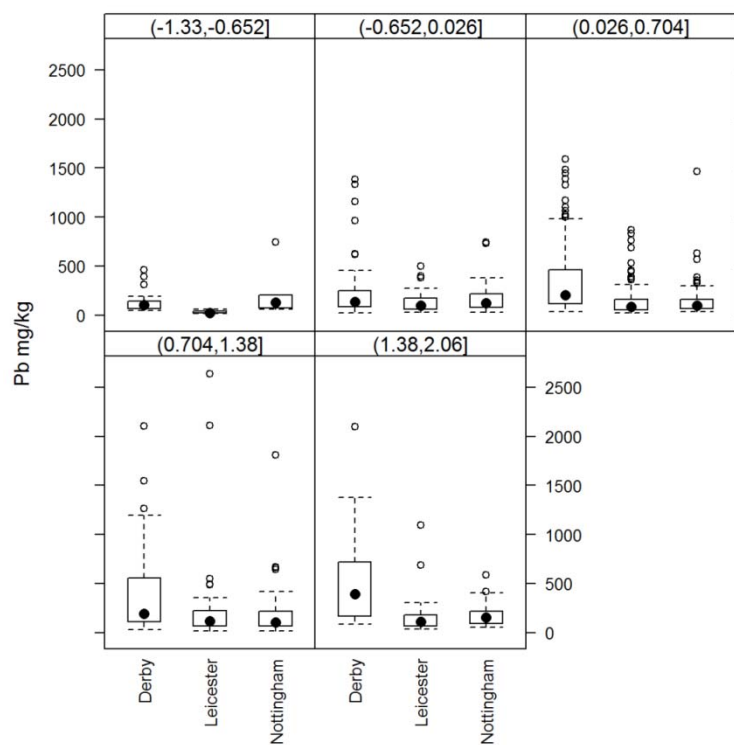 (-1.33,-0.652]
(-0.652,0.026]
(0.026,0.704]
2500
2000
1500
1000
500
0
Pb mg/kg
(0.704,1.38]
(1.38,2.06]
2500
2000
1500
1000
500
0
Derby
Leicester
Nottingham
Derby
Leicester
Nottingham